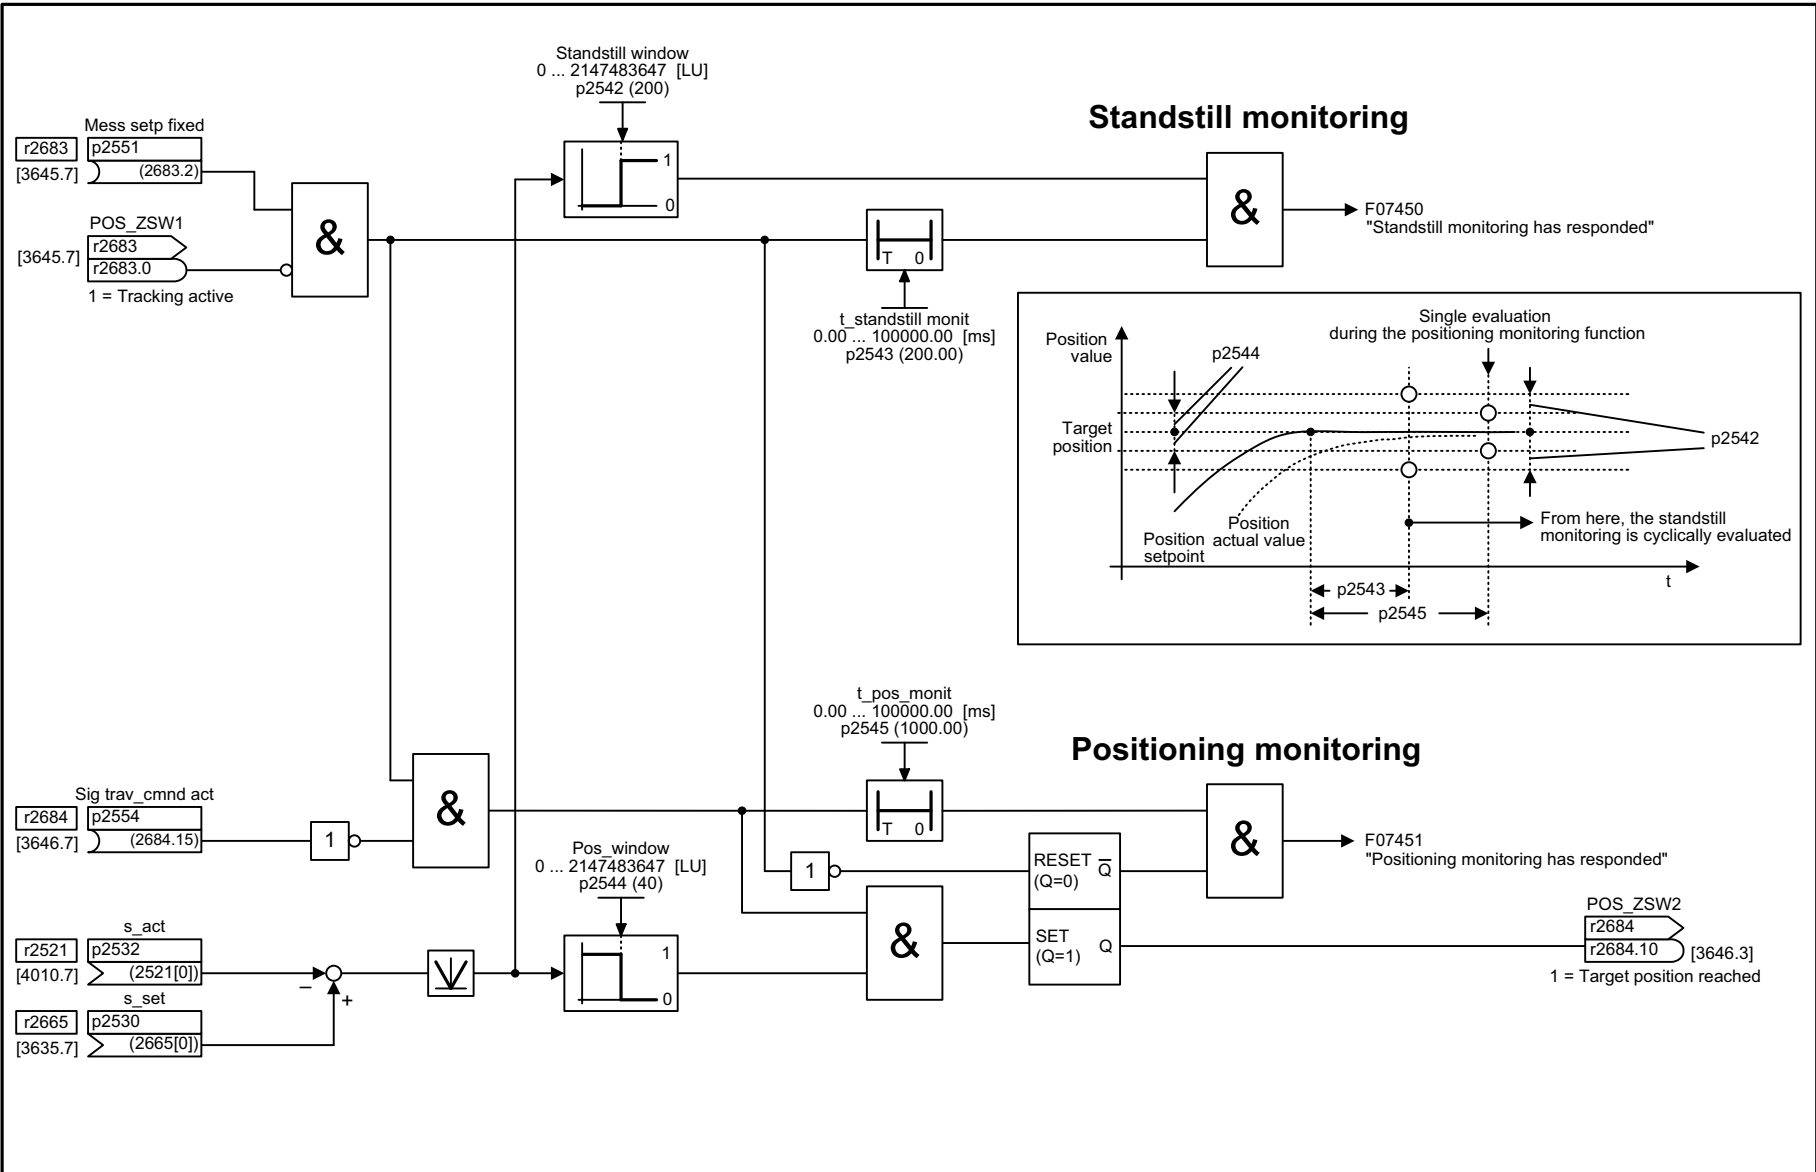 Standstill window
0 ... 2147483647 [LU]
p2542 (200)
Standstill monitoring
Mess setp fixed
r2683
p2551
[3645.7]
(2683.2)
1
0
&
F07450
"Standstill monitoring has responded"
POS_ZSW1
r2683
[3645.7]
r2683.0
1 = Tracking active
&
T 0
t_standstill monit
0.00 ... 100000.00 [ms]
p2543 (200.00)
Single evaluation
during the positioning monitoring function
Position
value
p2544
Target
position
p2542
Position
setpoint
Position
actual value
From here, the standstill
monitoring is cyclically evaluated
t
p2543
p2545
t_pos_monit
0.00 ... 100000.00 [ms]
p2545 (1000.00)
Positioning monitoring
Sig trav_cmnd act
r2684
p2554
[3646.7]
(2684.15)
1
&
T 0
&
F07451
"Positioning monitoring has responded"
Pos_window
0 ... 2147483647 [LU]
p2544 (40)
1
RESET
(Q=0)
Q̅
SET
(Q=1)
Q
&
1
0
POS_ZSW2
r2684
r2684.10
[3646.3]
1 = Target position reached
s_act
r2521
p2532
[4010.7]
(2521[0])
–
+
s_set
r2665
p2530
[3635.7]
(2665[0])